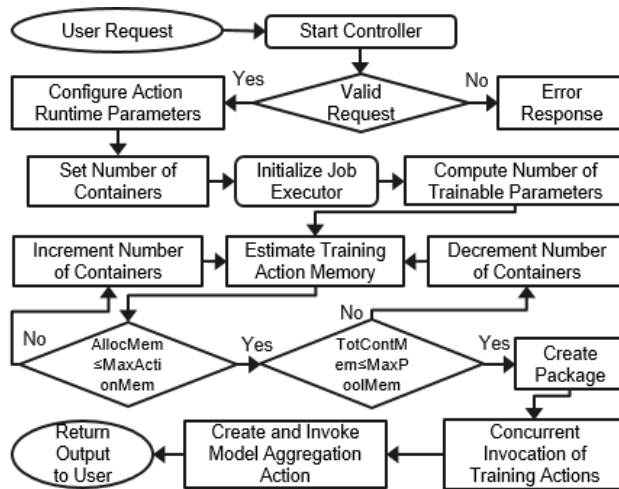 User Request
Start Controller
Yes
No
Configure Action
Runtime Parameters
Valid
Request
Error
Response
Set Number of
Containers
Initialize Job
Executor
Compute Number of
Trainable Parameters
Increment Number
of Containers
Estimate Training
Action Memory
Decrement Number
of Containers
No
AllocMem
≤MaxActi
onMem
Yes
No
TotContM
em≤MaxP
oolMem
Yes
Create
Package
Return
Output
to User
Create and Invoke
Model Aggregation
Action
Concurrent
Invocation of
Training Actions